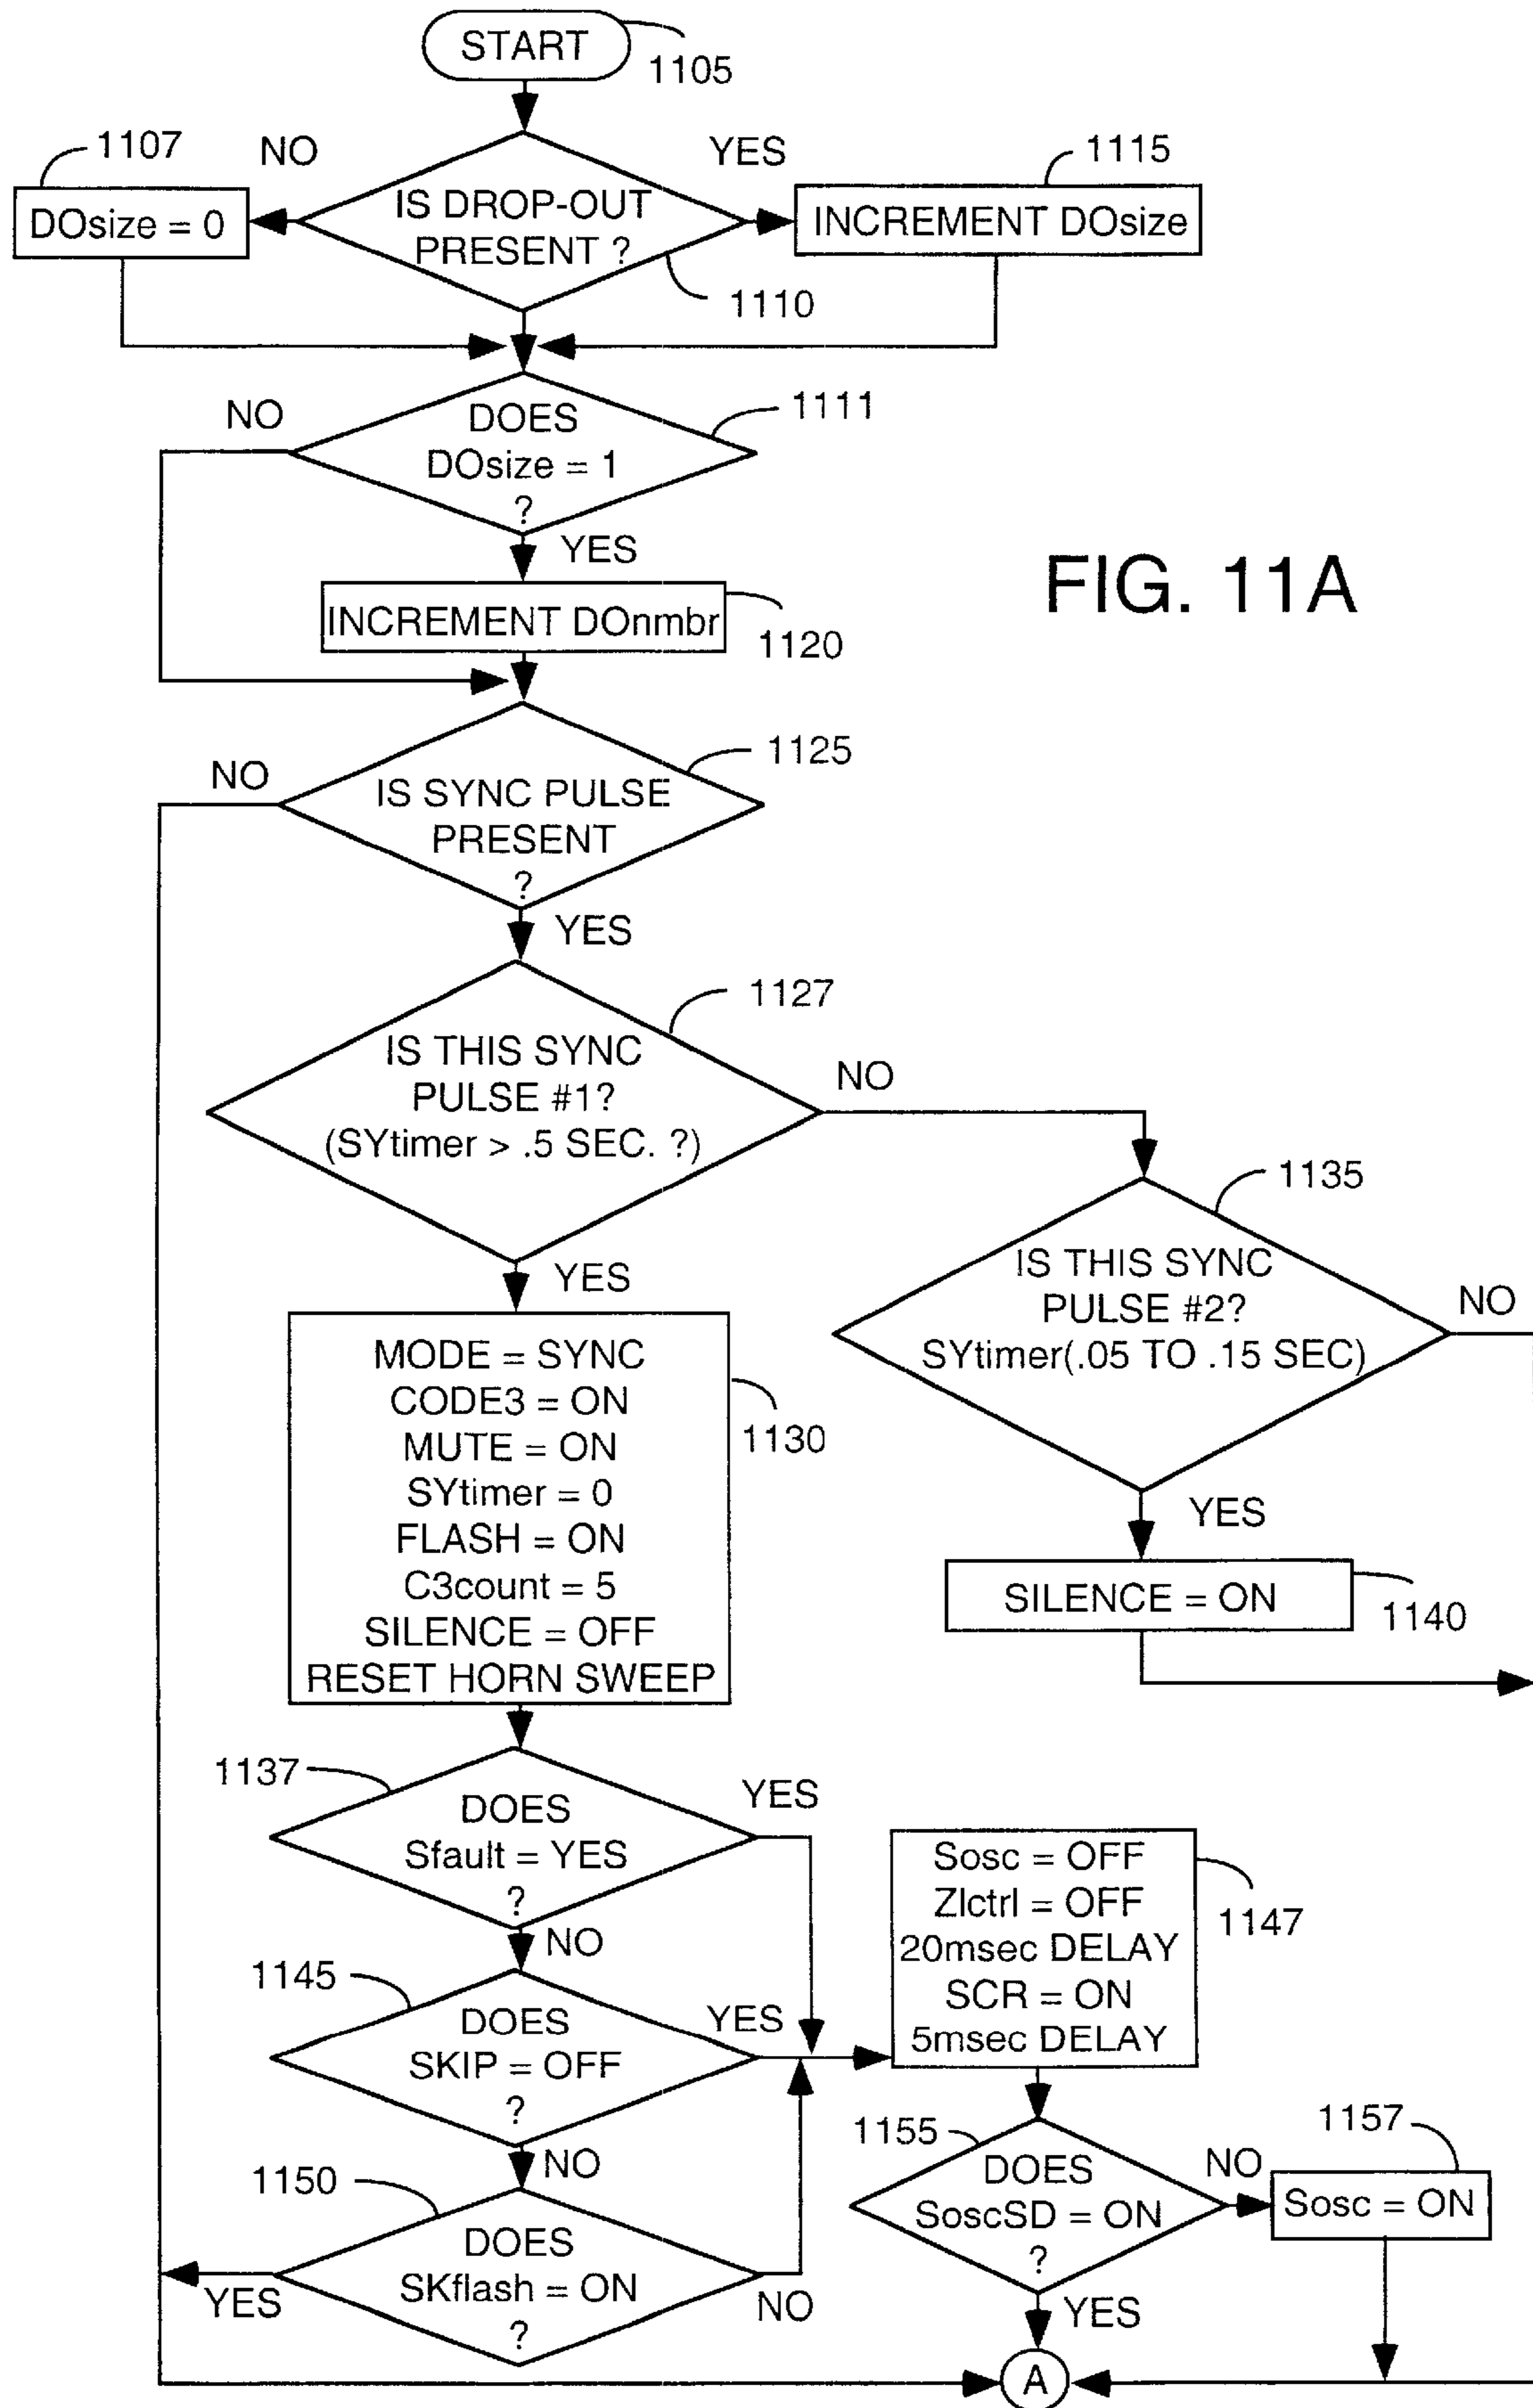 START
1105
1107
NO
YES
1115
DOsize = 0
IS DROP-OUT
PRESENT ?
INCREMENT DOsize
1110
NO
DOES
DOsize = 1
?
1111
YES
FIG. 11A
INCREMENT DOnmbr
1120
NO
IS SYNC PULSE
PRESENT
?
1125
YES
1127
IS THIS SYNC
PULSE #1?
(SYtimer > .5 SEC. ?)
NO
1135
YES
IS THIS SYNC
PULSE #2?
SYtimer(.05 TO .15 SEC)
NO
MODE = SYNC
CODE3 = ON
MUTE = ON
SYtimer = 0
FLASH = ON
C3count = 5
SILENCE = OFF
RESET HORN SWEEP
1130
YES
SILENCE = ON
1140
1137
DOES
Sfault = YES
?
YES
NO
Sosc = OFF
ZIctrl = OFF
20msec DELAY
SCR = ON
5msec DELAY
1147
1145
DOES
SKIP = OFF
?
YES
NO
1150
DOES
SKflash = ON
?
YES
NO
1155
DOES
SoscSD = ON
?
NO
1157
Sosc = ON
YES
A